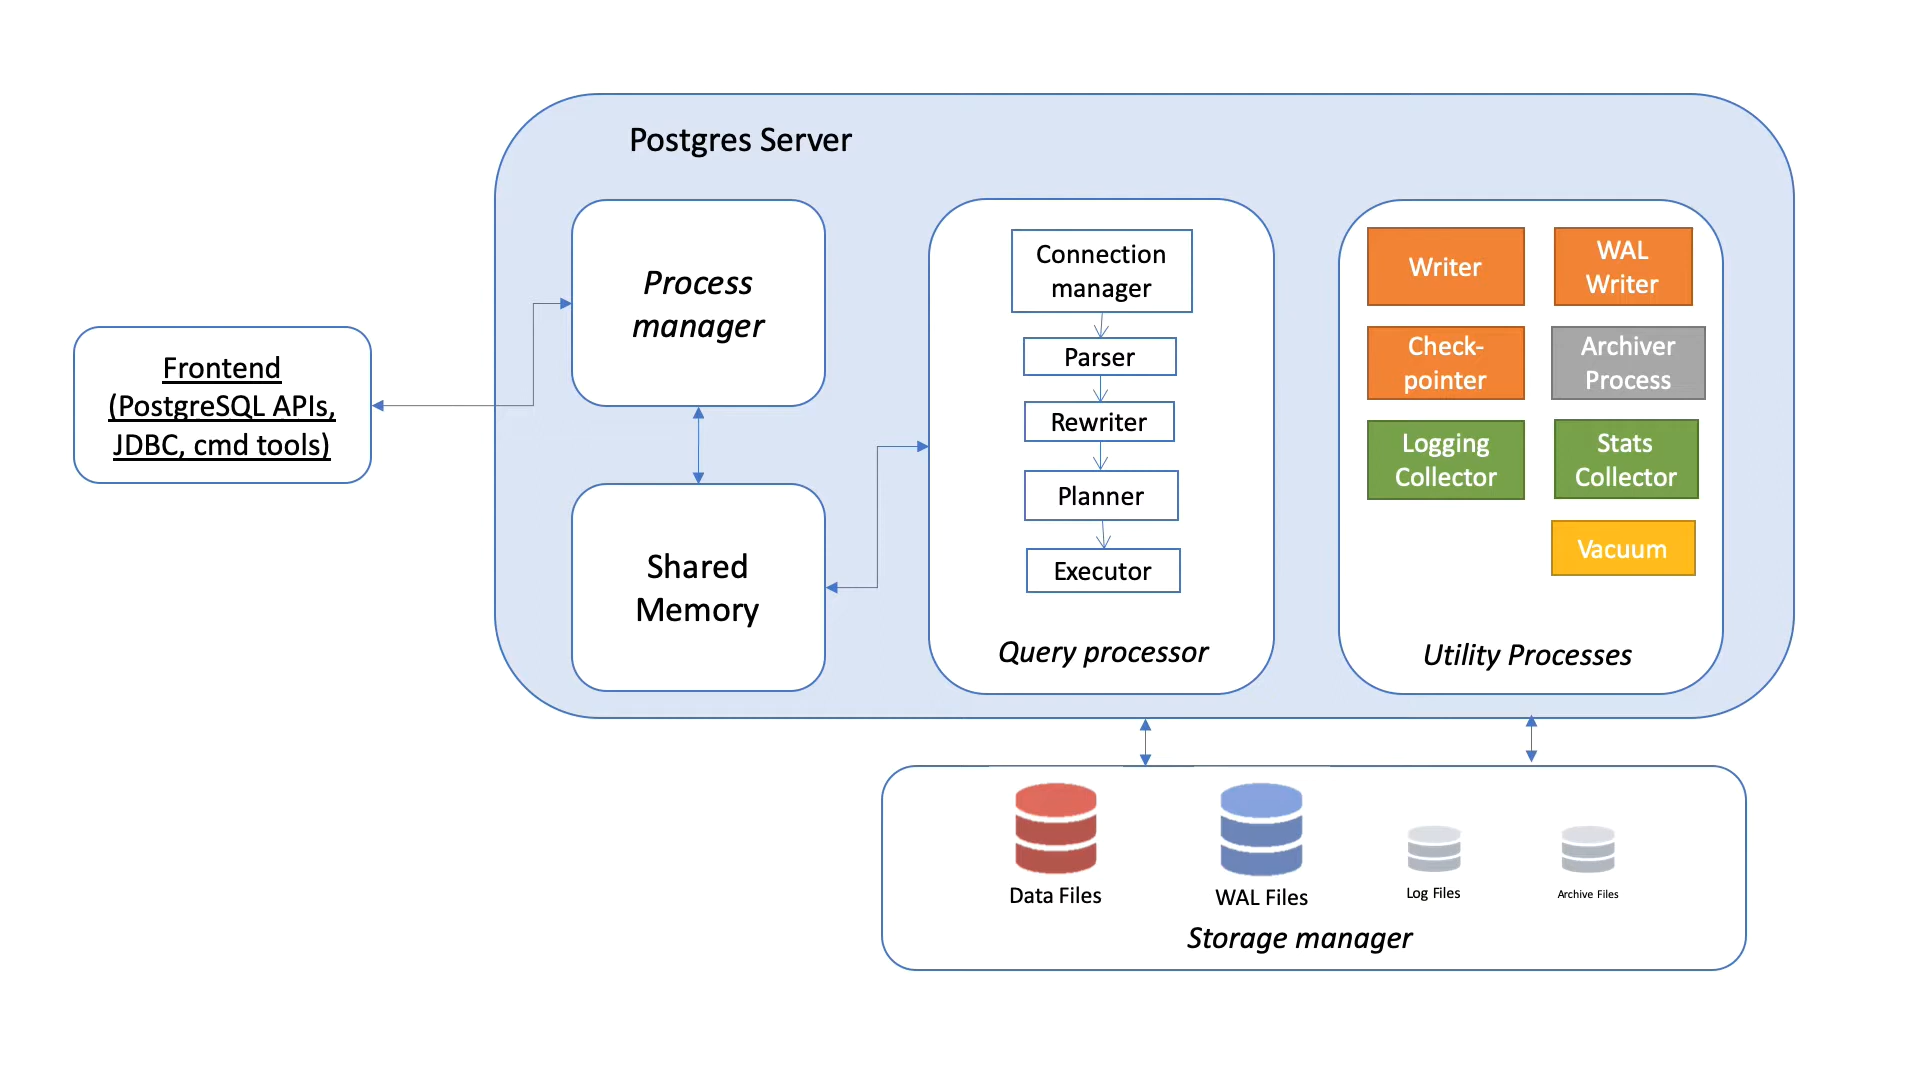 Postgres Server
Frontend
(PostgreSQL APIs,
JDBC, cmd tools)
Process
manager
Shared
Memory
Connection
manager
Parser
Rewriter
Planner
Executor
Query processor
Writer
WAL
Writer
Check-
pointer
Archiver
Process
Logging
Collector
Stats
Collector
Vacuum
Utility Processes
Data Files
WAL Files
Log Files
Archive Files
Storage manager